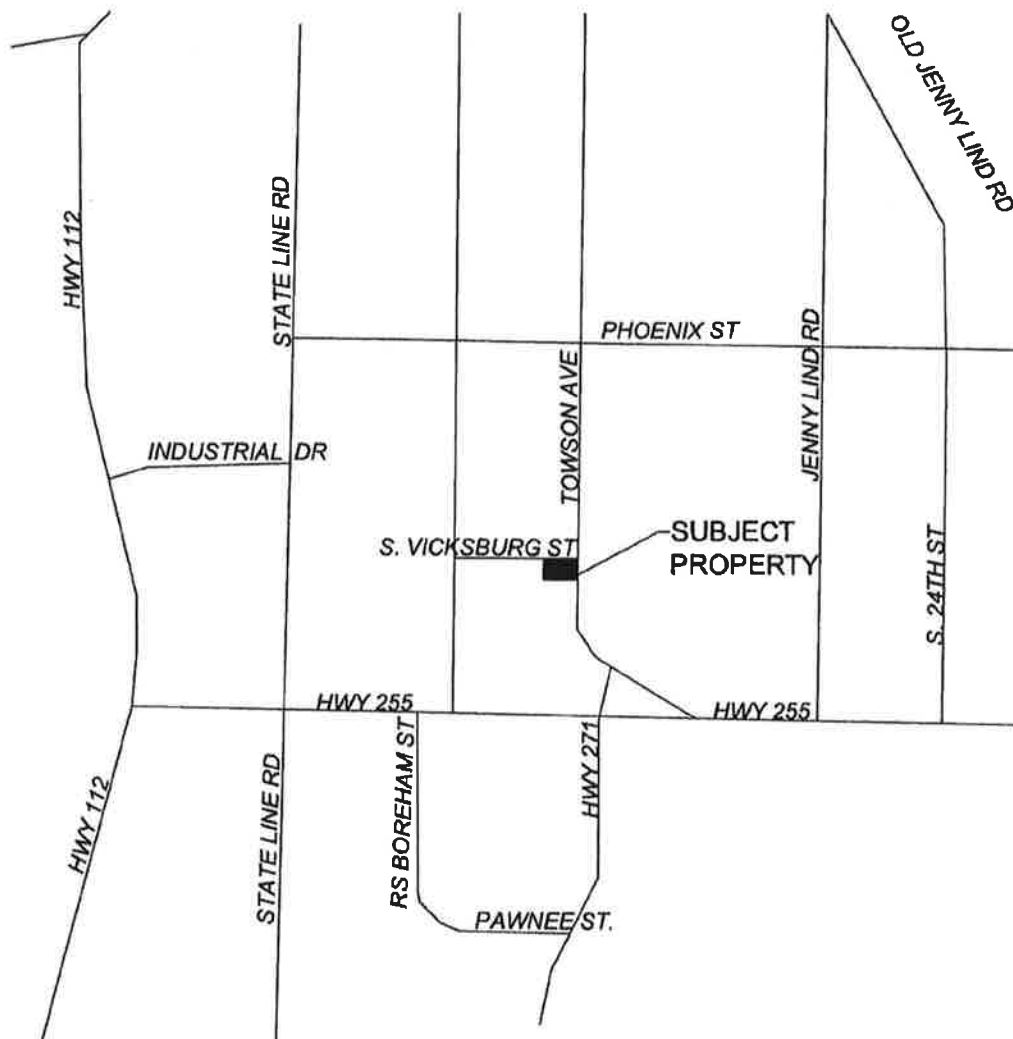 OLD JENNY LIND RD
HWY 112
STATE LINE RD
PHOENIX ST
TOWSON AVE
JENNY LIND RD
INDUSTRIAL DR
S. VICKSBURG ST
SUBJECT
PROPERTY
S. 24TH ST
HWY 255
HWY 255
RS BOREHAM ST
HWY 271
HWY 112
STATE LINE RD
PAWNEE ST.